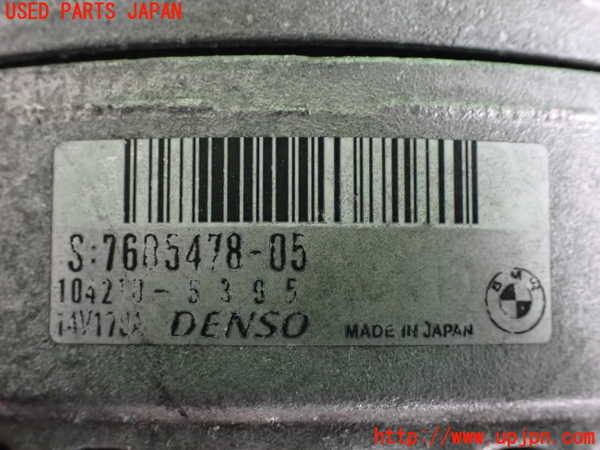 USED PARTS JAPAN
S:7605478-05
104210-5395
14V170A DENSO MADE IN JAPAN
BMW
http://www.upjpn.com/